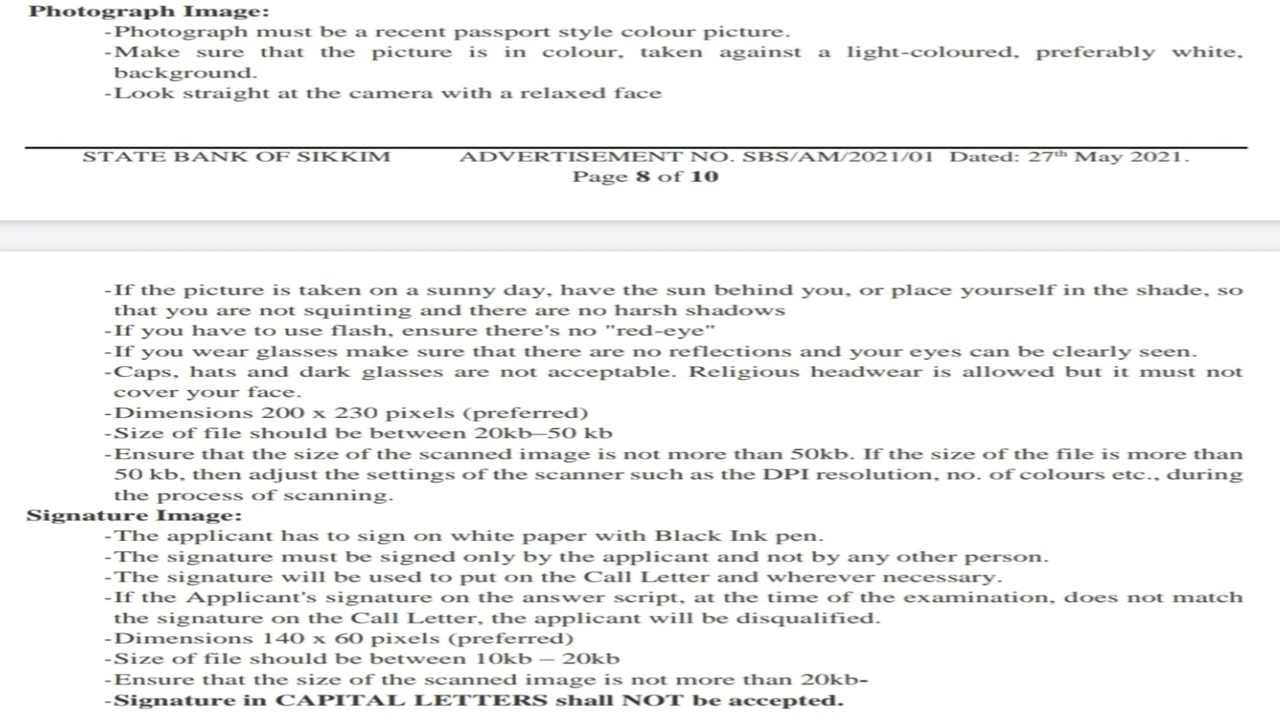 Photograph Image:
-Photograph must be a recent passport style colour picture.
-Make sure that the picture is in colour, taken against a light-coloured, preferably white,
background.
-Look straight at the camera with a relaxed face
STATE BANK OF SIKKIM ADVERTISEMENT NO. SBS/AM/2021/01 Dated: 27th May 2021.
Page 8 of 10
-If the picture is taken on a sunny day, have the sun behind you, or place yourself in the shade, so
that you are not squinting and there are no harsh shadows
-If you have to use flash, ensure there's no "red-eye"
-If you wear glasses make sure that there are no reflections and your eyes can be clearly seen.
-Caps, hats and dark glasses are not acceptable. Religious headwear is allowed but it must not
cover your face.
-Dimensions 200 x 230 pixels (preferred)
-Size of file should be between 20kb–50 kb
-Ensure that the size of the scanned image is not more than 50kb. If the size of the file is more than
50 kb, then adjust the settings of the scanner such as the DPI resolution, no. of colours etc., during
the process of scanning.
Signature Image:
-The applicant has to sign on white paper with Black Ink pen.
-The signature must be signed only by the applicant and not by any other person.
-The signature will be used to put on the Call Letter and wherever necessary.
-If the Applicant's signature on the answer script, at the time of the examination, does not match
the signature on the Call Letter, the applicant will be disqualified.
-Dimensions 140 x 60 pixels (preferred)
-Size of file should be between 10kb – 20kb
-Ensure that the size of the scanned image is not more than 20kb-
-Signature in CAPITAL LETTERS shall NOT be accepted.